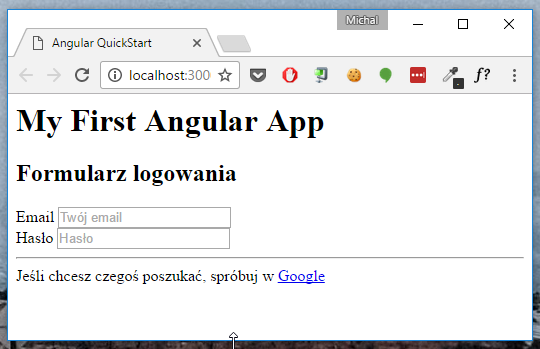 Michal
Angular QuickStart
localhost:300
f?
My First Angular App
Formularz logowania
Email Twój email
Hasło Hasło
Jeśli chcesz czegoś poszukać, spróbuj w Google